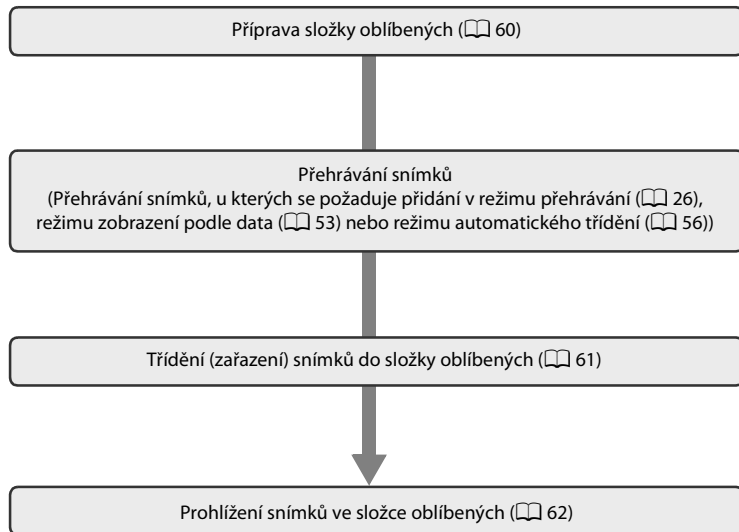 Příprava složky oblíbených (📖 60)
Přehrávání snímků
(Přehrávání snímků, u kterých se požaduje přidání v režimu přehrávání (📖 26),
režimu zobrazení podle data (📖 53) nebo režimu automatického třídění (📖 56))
Třídění (zařazení) snímků do složky oblíbených (📖 61)
Prohlížení snímků ve složce oblíbených (📖 62)